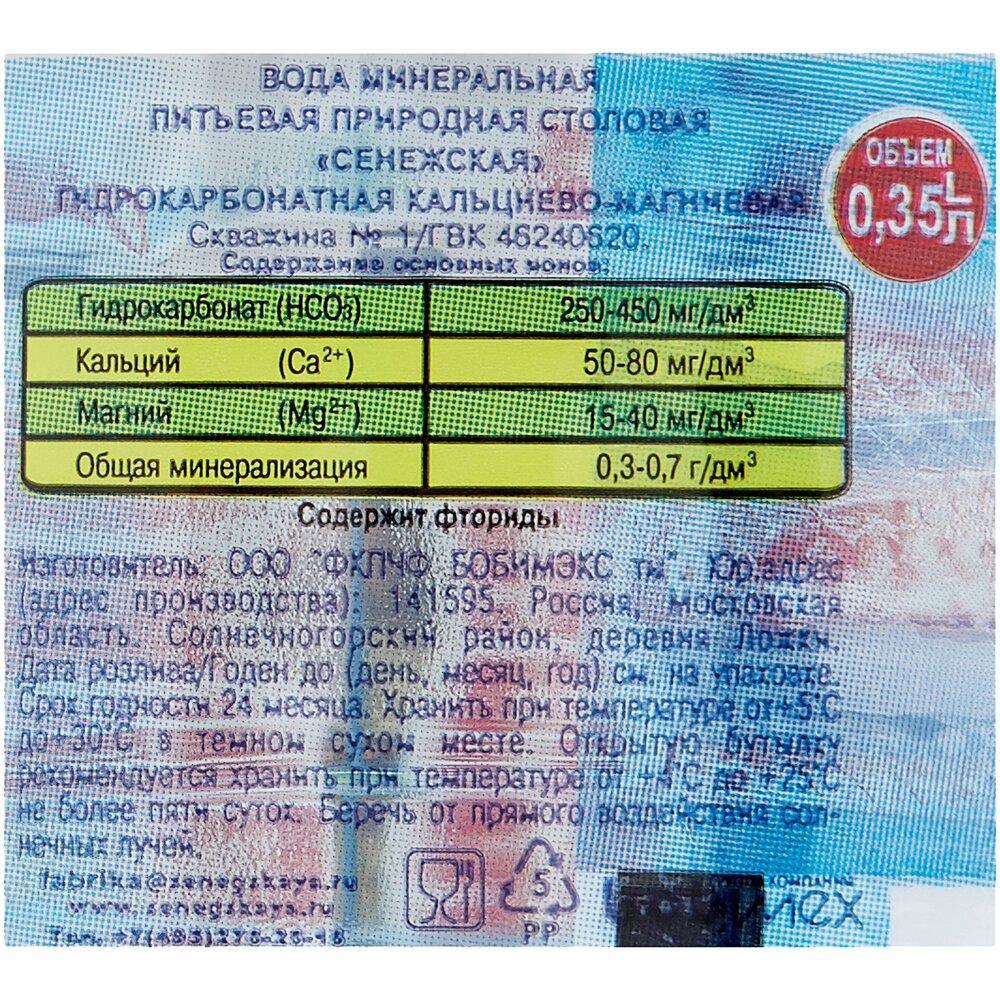 ВОДА МИНЕРАЛЬНАЯ
ПИТЬЕВАЯ ПРИРОДНАЯ СТОЛОВАЯ
«СЕНЕЖСКАЯ»
ГИДРОКАРБОНАТНАЯ КАЛЬЦИЕВО-МАГНИЕВАЯ
Скважина № 1/ГВК 46240620.
Содержание основных ионов:
ОБЪЕМ
0,35 L
Л
Гидрокарбонат (HCO3) 250-450 мг/дм³
Кальций (Ca²⁺) 50-80 мг/дм³
Магний (Mg²⁺) 15-40 мг/дм³
Общая минерализация 0,3-0,7 г/дм³
Содержит фториды
Изготовитель: ООО "ФКПЧФ БОБИМЭКС тм". Юр.адрес
(адрес производства): 141595, Россия, Московская
область, Солнечногорский район, деревня Ложки.
Дата розлива/Годен до (день, месяц, год) см. на упаковке.
Срок годности 24 месяца. Хранить при температуре от+5°С
до+30°С в темном сухом месте. Открытую бутылку
рекомендуется хранить при температуре от +4°С до +25°С
не более пяти суток. Беречь от прямого воздействия сол-
нечных лучей.
fabrika@senegskaya.ru
www.senegskaya.ru
Тел. +7(495)
5
PP